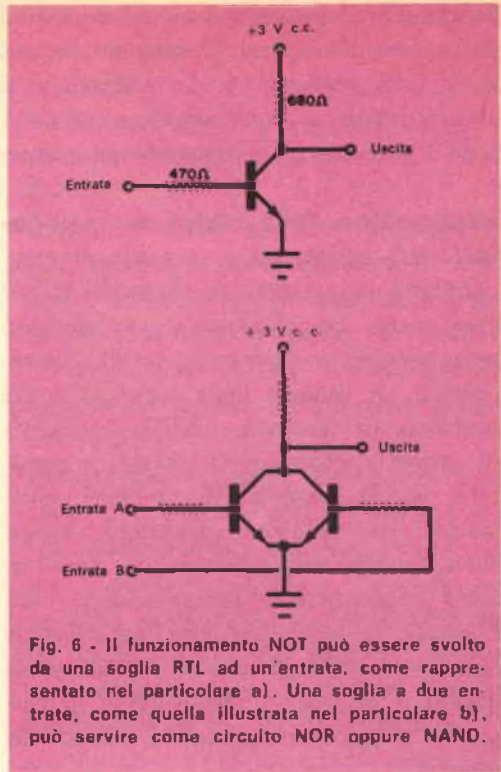 +3 V c.c.
680Ω
Uscita
470Ω
Entrata
+ 3 V c. c.
Uscita
Entrata A
Entrata B
Fig. 6 - Il funzionamento NOT può essere svolto
da una soglia RTL ad un'entrata, come rappre-
sentato nel particolare a). Una soglia a due en-
trate, come quella illustrata nel particolare b),
può servire come circuito NOR oppure NAND.